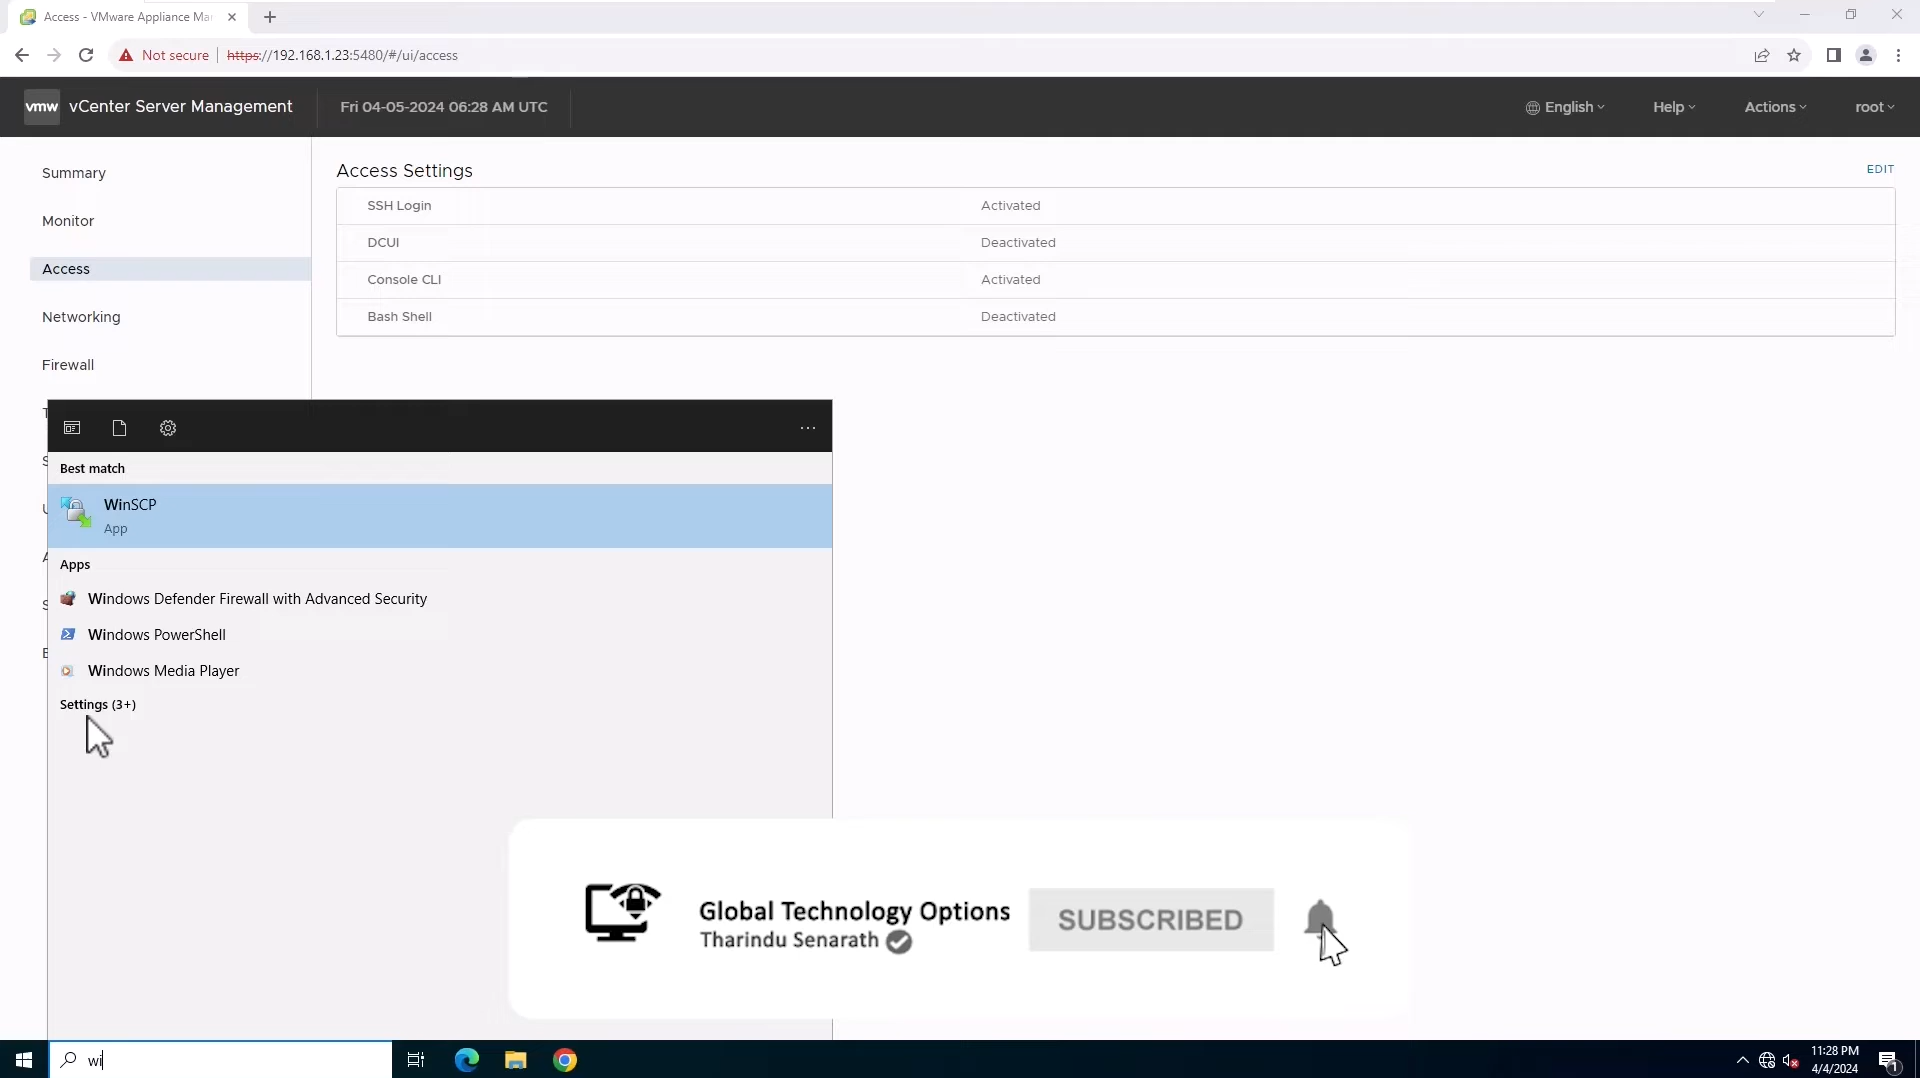 Access - VMware Appliance Mar
Not secure
https://192.168.1.23:5480/#/ui/access
vmw
vCenter Server Management
Fri 04-05-2024 06:28 AM UTC
English
Help
Actions
root
Summary
Monitor
Access
Networking
Firewall
Access Settings
EDIT
SSH Login
Activated
DCUI
Deactivated
Console CLI
Activated
Bash Shell
Deactivated
Best match
WinSCP
App
Apps
Windows Defender Firewall with Advanced Security
Windows PowerShell
Windows Media Player
Settings (3+)
Global Technology Options
Tharindu Senarath
SUBSCRIBED
wi
11:28 PM
4/4/2024
1